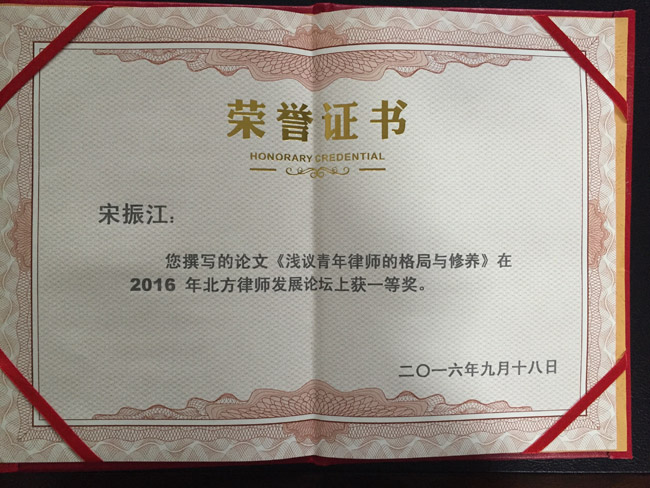 荣誉证书
HONORARY CREDENTIAL
宋振江：
您撰写的论文《浅议青年律师的格局与修养》在
2016 年北方律师发展论坛上获一等奖。
二〇一六年九月十八日